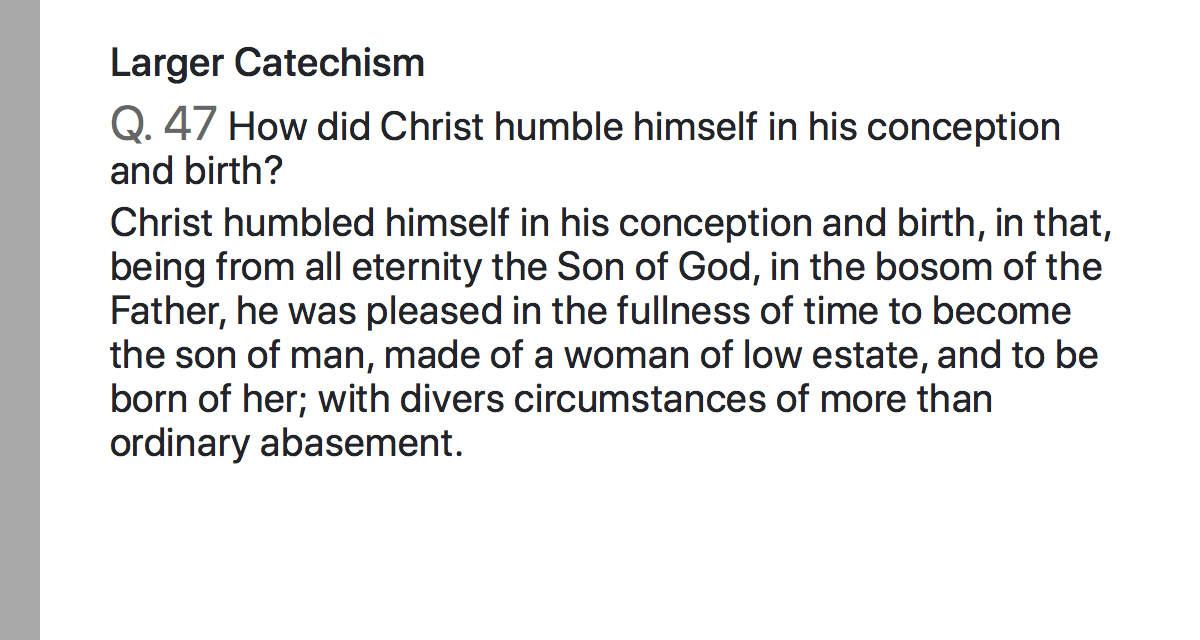 Larger Catechism
Q. 47 How did Christ humble himself in his conception
and birth?
Christ humbled himself in his conception and birth, in that,
being from all eternity the Son of God, in the bosom of the
Father, he was pleased in the fullness of time to become
the son of man, made of a woman of low estate, and to be
born of her; with divers circumstances of more than
ordinary abasement.